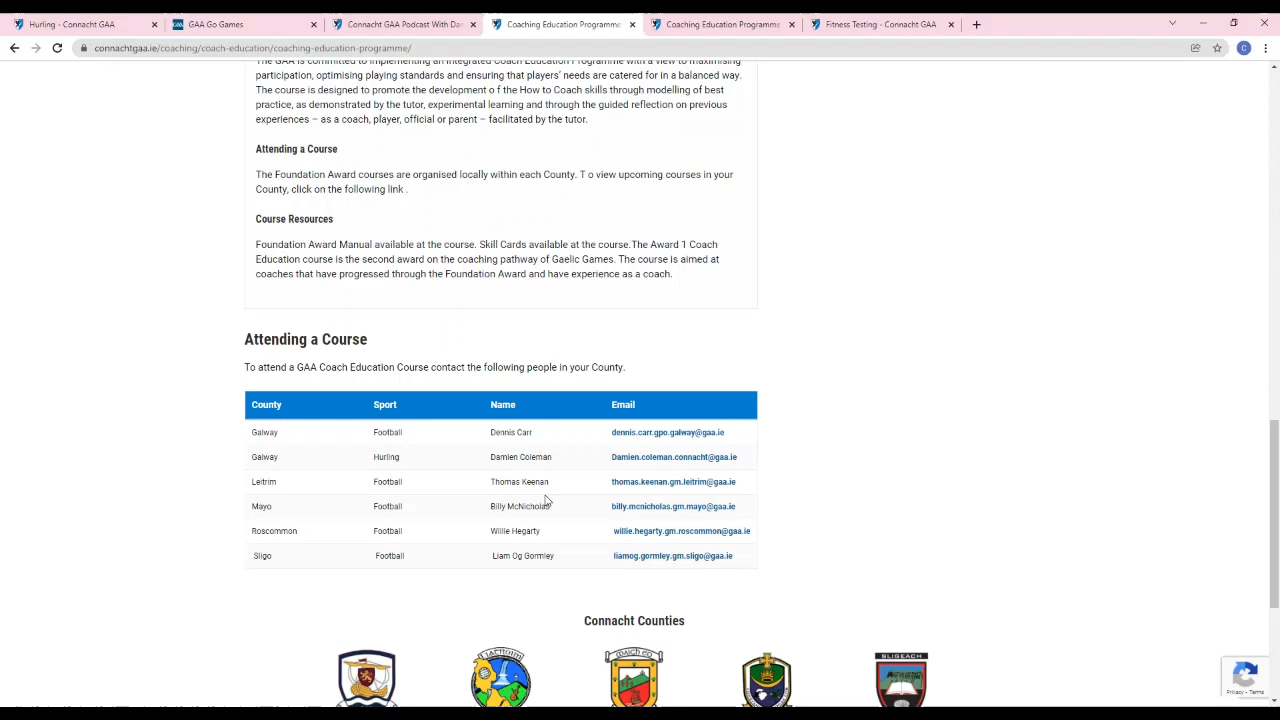 Hurling - Connacht GAA
GAA Go Games
Connacht GAA Podcast With Da
Coaching Education Programme
Coaching Education Programme
Fitness Testing - Connacht GAA
connachtgaa.ie/coaching/coach-education/coaching-education-programme/
The GAA is committed to implementing an Integrated Coach Education Programme with a view to maximising
participation, optimising playing standards and ensuring that players' needs are catered for in a balanced way.
The course is designed to promote the development o f the How to Coach skills through modelling of best
practice, as demonstrated by the tutor, experimental learning and through the guided reflection on previous
experiences – as a coach, player, official or parent – facilitated by the tutor.
Attending a Course
The Foundation Award courses are organised locally within each County. T o view upcoming courses in your
County, click on the following link .
Course Resources
Foundation Award Manual available at the course. Skill Cards available at the course.The Award 1 Coach
Education course is the second award on the coaching pathway of Gaelic Games. The course is aimed at
coaches that have progressed through the Foundation Award and have experience as a coach.
Attending a Course
To attend a GAA Coach Education Course contact the following people in your County.
County Sport Name Email
Galway Football Dennis Carr dennis.carr.gpo.galway@gaa.ie
Galway Hurling Damien Coleman Damien.coleman.connacht@gaa.ie
Leitrim Football Thomas Keenan thomas.keenan.gm.leitrim@gaa.ie
Mayo Football Billy McNicholas billy.mcnicholas.gm.mayo@gaa.ie
Roscommon Football Willie Hegarty willie.hegarty.gm.roscommon@gaa.ie
Sligo Football Liam Og Gormley liamog.gormley.gm.sligo@gaa.ie
Connacht Counties
LIATROIM
MAIGH EO
SLIGEACH
Privacy - Terms